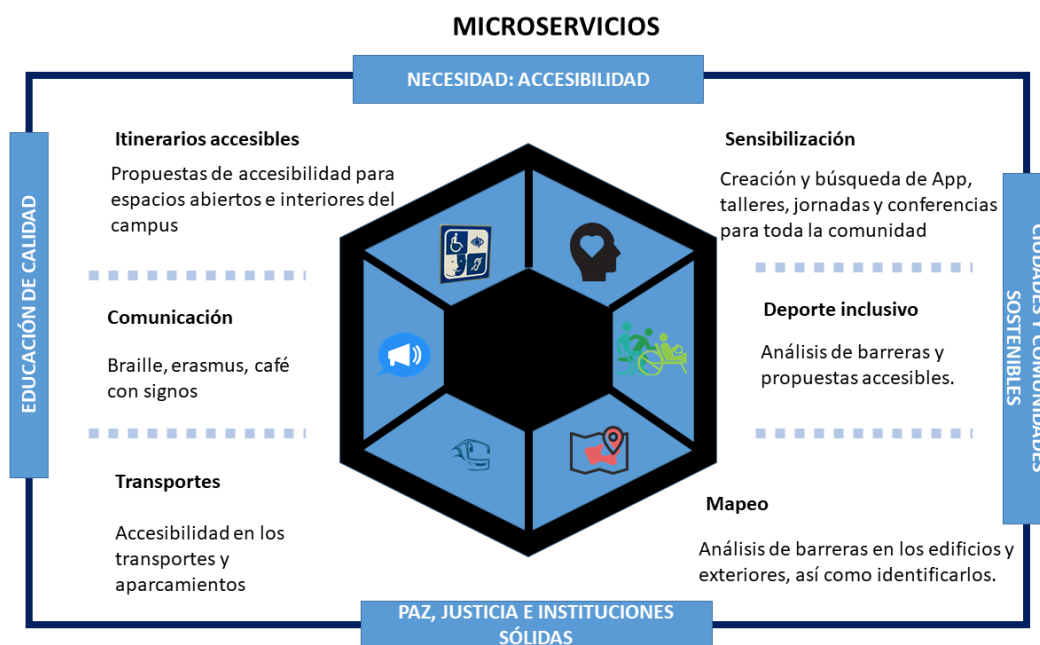 MICROSERVICIOS
NECESIDAD: ACCESIBILIDAD
EDUCACIÓN DE CALIDAD
Itinerarios accesibles
Propuestas de accesibilidad para
espacios abiertos e interiores del
campus
Comunicación
Braille, erasmus, café
con signos
Transportes
Accesibilidad en los
transportes y
aparcamientos
Sensibilización
Creación y búsqueda de App,
talleres, jornadas y conferencias
para toda la comunidad
Deporte inclusivo
Análisis de barreras y
propuestas accesibles.
Mapeo
Análisis de barreras en los edificios y
exteriores, así como identificarlos.
CIUDADES Y COMUNIDADES
SOSTENIBLES
PAZ, JUSTICIA E INSTITUCIONES
SÓLIDAS